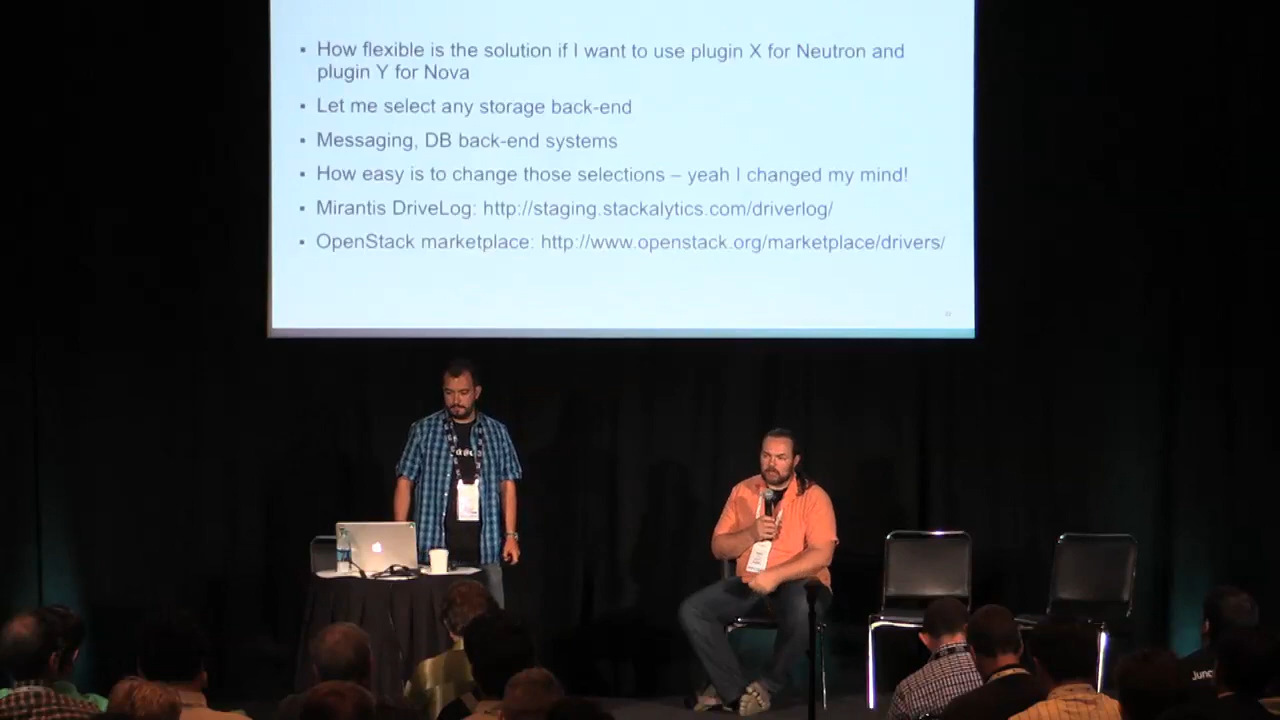 ▪ How flexible is the solution if I want to use plugin X for Neutron and
plugin Y for Nova
▪ Let me select any storage back-end
▪ Messaging, DB back-end systems
▪ How easy is to change those selections – yeah I changed my mind!
▪ Mirantis DriveLog: http://staging.stackalytics.com/driverlog/
▪ OpenStack marketplace: http://www.openstack.org/marketplace/drivers/